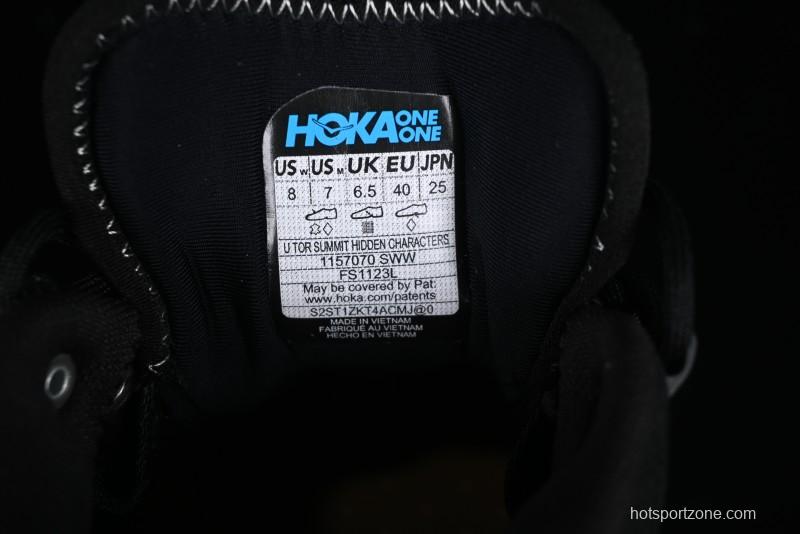 HOKA ONE ONE
US W US M UK EU JPN
8 7 6.5 40 25
U TOR SUMMIT HIDDEN CHARACTERS
1157070 SWW
FS1123L
May be covered by Pat.
www.hoka.com/patents
S2ST1ZKT4ACMJ@0
MADE IN VIETNAM
FABRIQUÉ AU VIETNAM
HECHO EN VIETNAM
hotsportzone.com